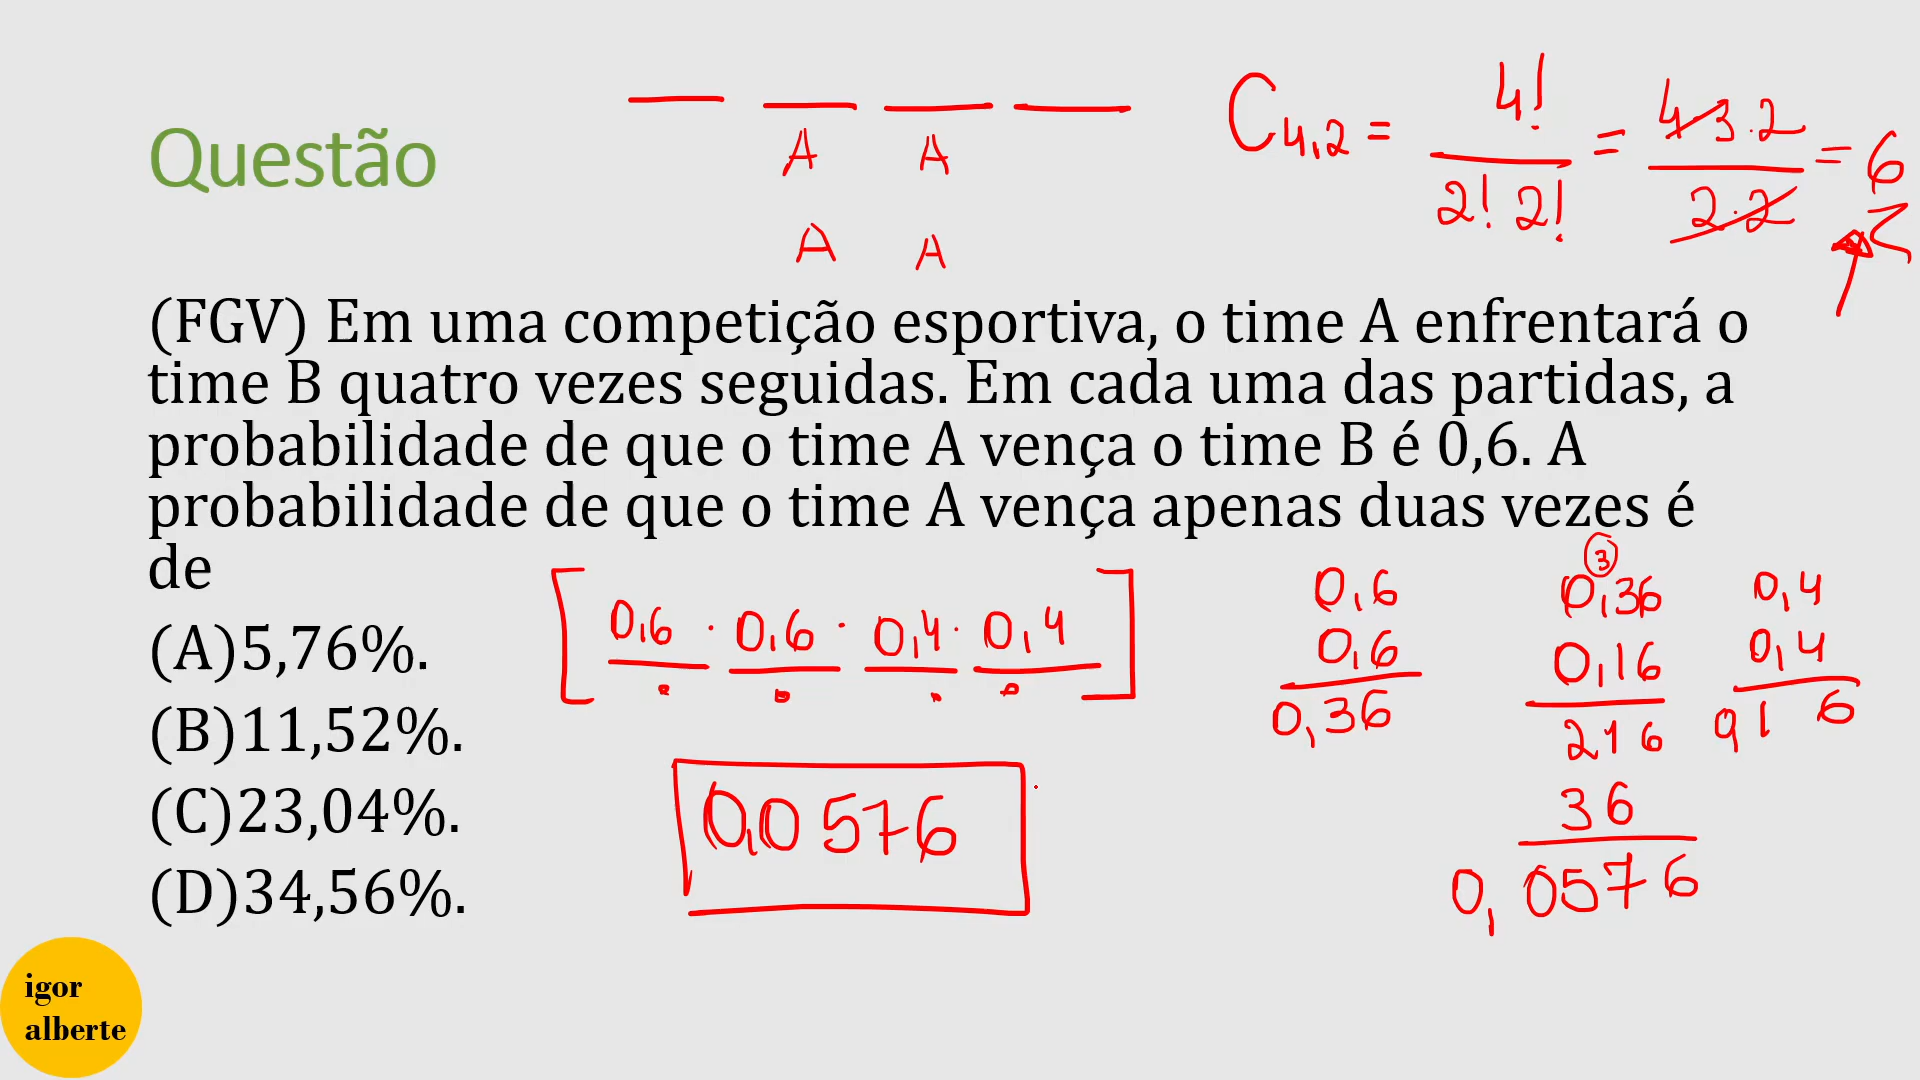 C4,2 = 4! / 2! 2! = 4·3·2 / 2·2 = 6
A A
Questão
A A
(FGV) Em uma competição esportiva, o time A enfrentará o
time B quatro vezes seguidas. Em cada uma das partidas, a
probabilidade de que o time A vença o time B é 0,6. A
probabilidade de que o time A vença apenas duas vezes é
de
(A)5,76%.
(B)11,52%.
(C)23,04%.
(D)34,56%.
[0,6 · 0,6 · 0,4 · 0,4]
0,0576
0,6
0,6
0,36
3
0,36
0,16
216
36
0,0576
0,4
0,4
0,16
igor
alberte